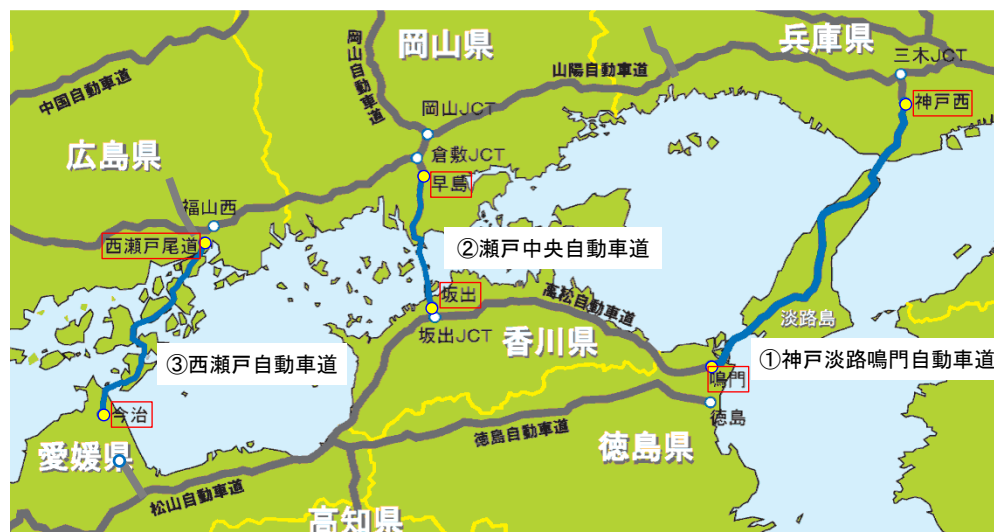 岡山県
兵庫県
岡山自動車道
三木JCT
山陽自動車道
中国自動車道
神戸西
岡山JCT
広島県
倉敷JCT
早島
福山西
西瀬戸尾道
②瀬戸中央自動車道
坂出
高松自動車道
淡路島
坂出JCT
香川県
③西瀬戸自動車道
①神戸淡路鳴門自動車道
鳴門
今治
徳島
徳島自動車道
徳島県
愛媛県
松山自動車道
高知県